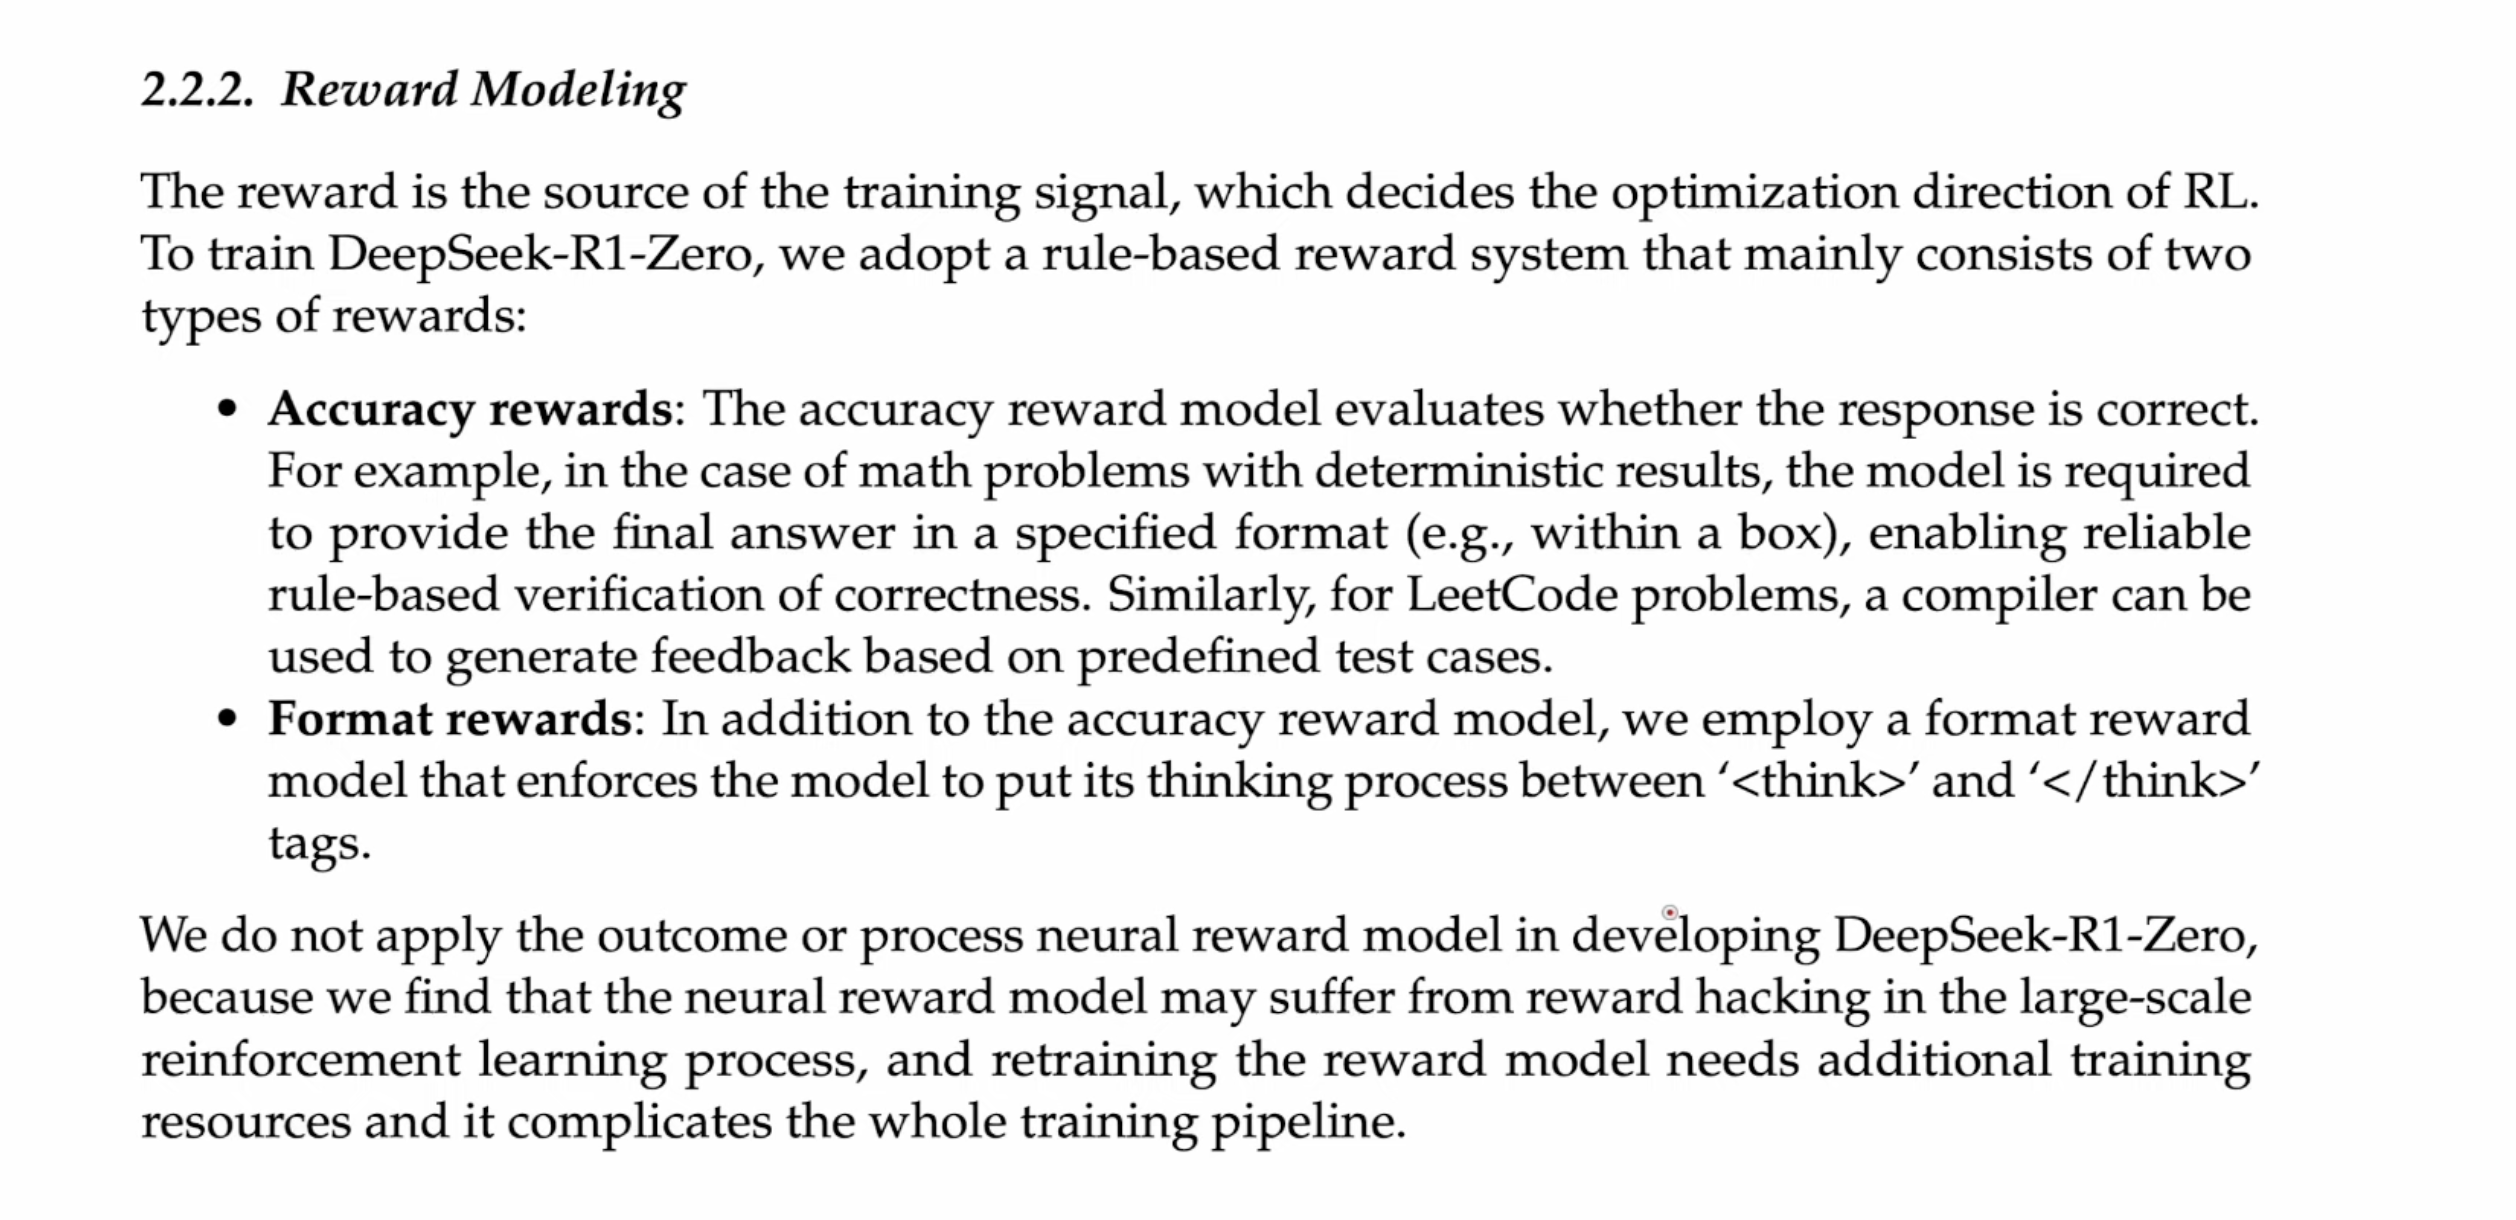 2.2.2. Reward Modeling
The reward is the source of the training signal, which decides the optimization direction of RL.
To train DeepSeek-R1-Zero, we adopt a rule-based reward system that mainly consists of two
types of rewards:
• Accuracy rewards: The accuracy reward model evaluates whether the response is correct.
For example, in the case of math problems with deterministic results, the model is required
to provide the final answer in a specified format (e.g., within a box), enabling reliable
rule-based verification of correctness. Similarly, for LeetCode problems, a compiler can be
used to generate feedback based on predefined test cases.
• Format rewards: In addition to the accuracy reward model, we employ a format reward
model that enforces the model to put its thinking process between ‘<think>’ and ‘</think>’
tags.
We do not apply the outcome or process neural reward model in developing DeepSeek-R1-Zero,
because we find that the neural reward model may suffer from reward hacking in the large-scale
reinforcement learning process, and retraining the reward model needs additional training
resources and it complicates the whole training pipeline.